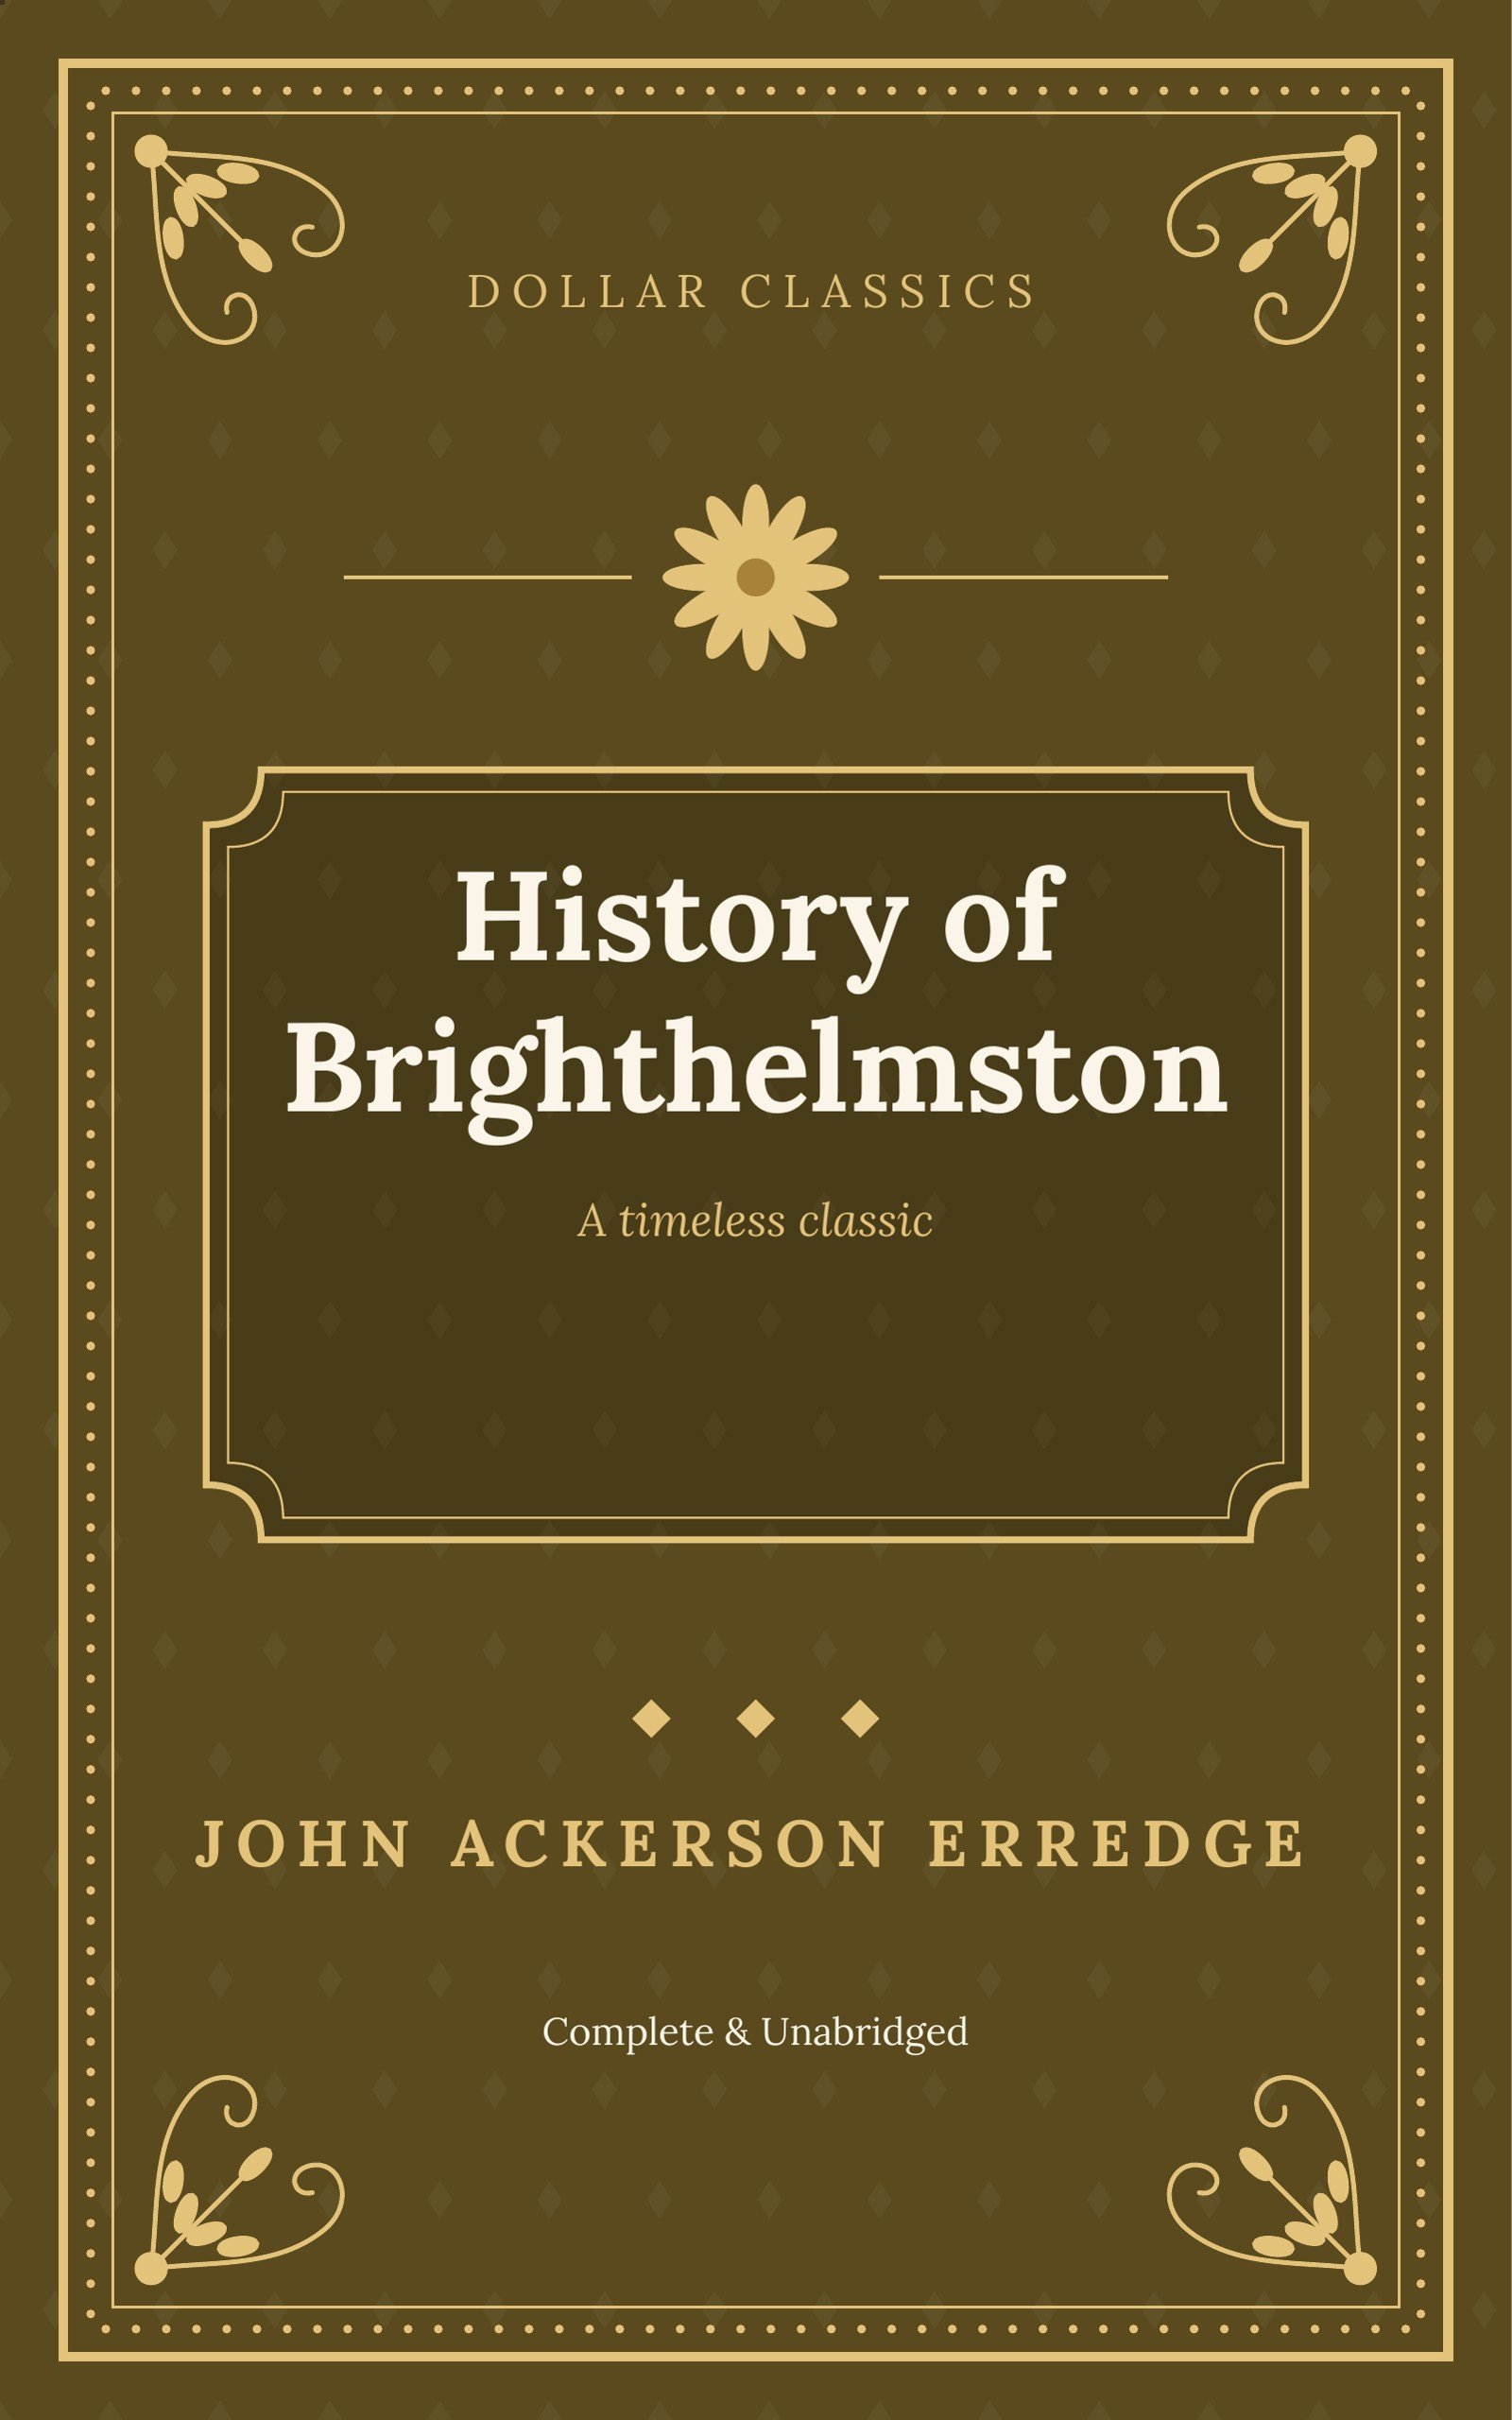 DOLLAR CLASSICS
History of
Brighthelmston
A timeless classic
JOHN ACKERSON ERREDGE
Complete & Unabridged